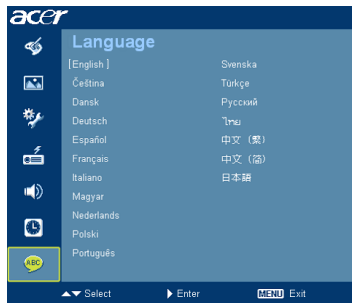 acer
Language
[English]
Čeština
Dansk
Deutsch
Español
Français
Italiano
Magyar
Nederlands
Polski
Português
Svenska
Türkçe
Русский
ไทย
中文 (繁)
中文 (简)
日本語
ABC
▲▼ Select
▶ Enter
MENU Exit